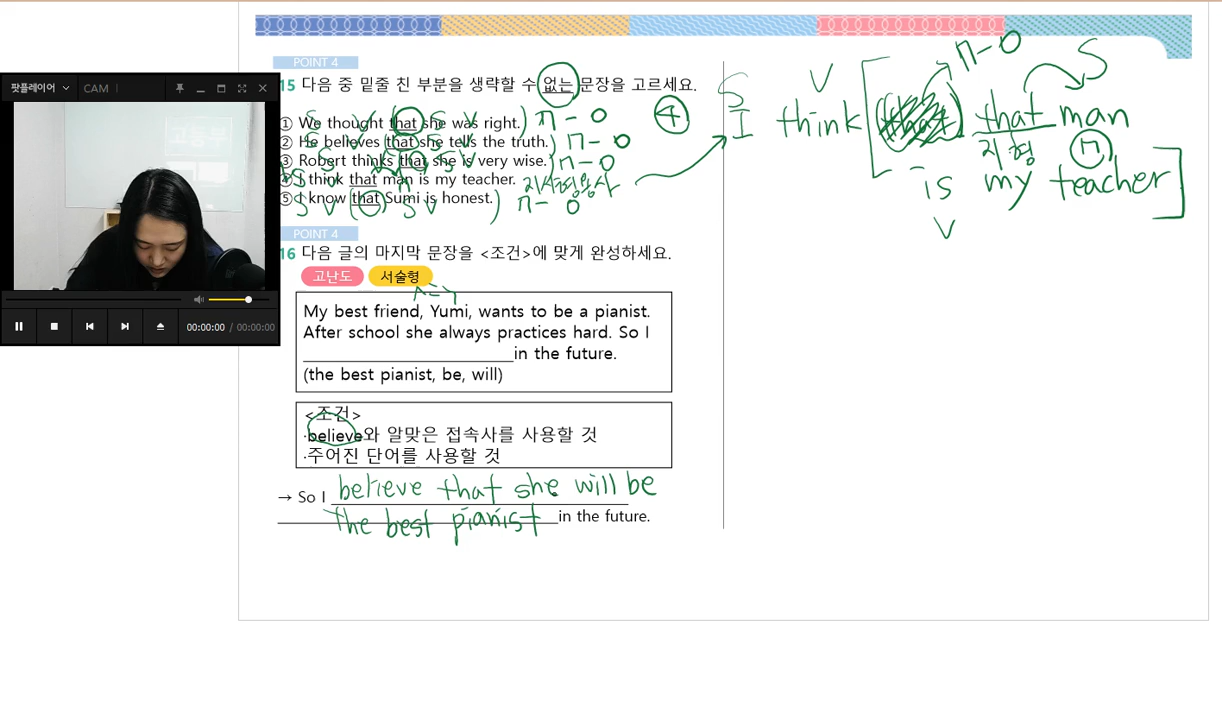 팟플레이어 CAM
00:00:00 / 00:00:00
POINT 4
15 다음 중 밑줄 친 부분을 생략할 수 없는 문장을 고르세요.
① We thought that she was right.
② He believes that she tells the truth.
③ Robert thinks that she is very wise.
④ I think that man is my teacher.
⑤ I know that Sumi is honest.
S V S V n-O
n-O
n-O
지시형용사
S V S V n-O
④
POINT 4
16 다음 글의 마지막 문장을 <조건>에 맞게 완성하세요.
고난도 서술형
My best friend, Yumi, wants to be a pianist.
After school she always practices hard. So I
in the future.
(the best pianist, be, will)
<조건>
·believe와 알맞은 접속사를 사용할 것
·주어진 단어를 사용할 것
→ So I believe that she will be
the best pianist in the future.
n-O
S V S
I think [(that) that man
지형 n
is my teacher]
V